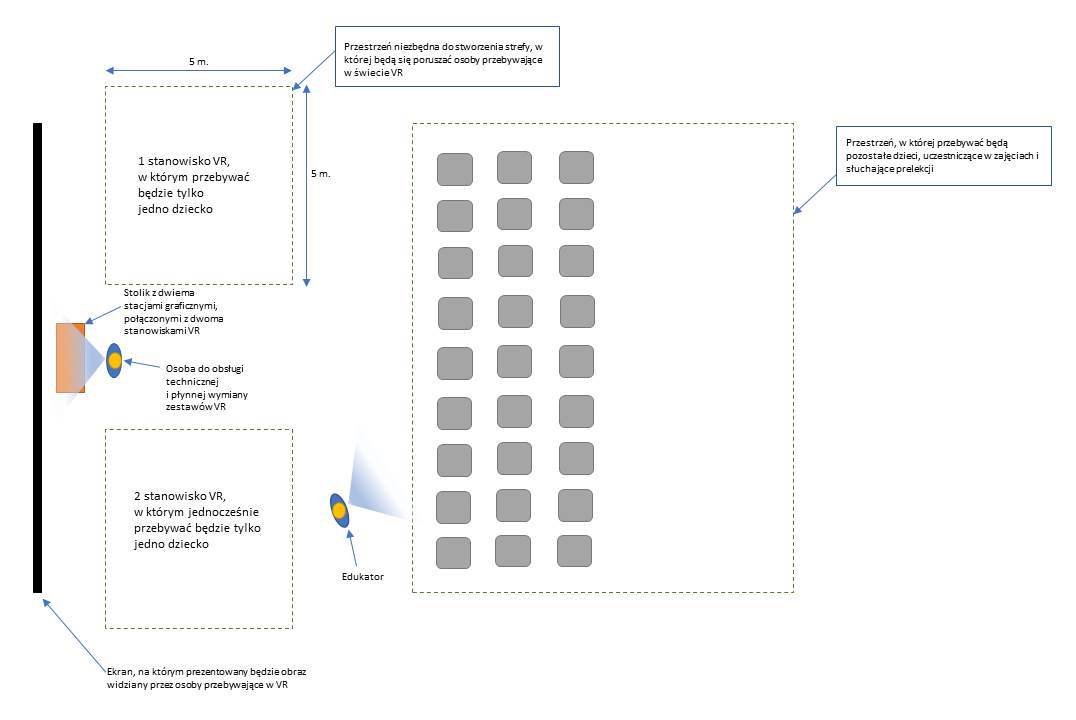 Przestrzeń niezbędna do stworzenia strefy, w
której będą się poruszać osoby przebywające
w świecie VR
5 m.
5 m.
1 stanowisko VR,
w którym przebywać
będzie tylko
jedno dziecko
Przestrzeń, w której przebywać będą
pozostałe dzieci, uczestniczące w zajęciach i
słuchające prelekcji
Stolik z dwiema
stacjami graficznymi,
połączonymi z dwoma
stanowiskami VR
Osoba do obsługi
technicznej
i płynnej wymiany
zestawów VR
2 stanowisko VR,
w którym jednocześnie
przebywać będzie tylko
jedno dziecko
Edukator
Ekran, na którym prezentowany będzie obraz
widziany przez osoby przebywające w VR